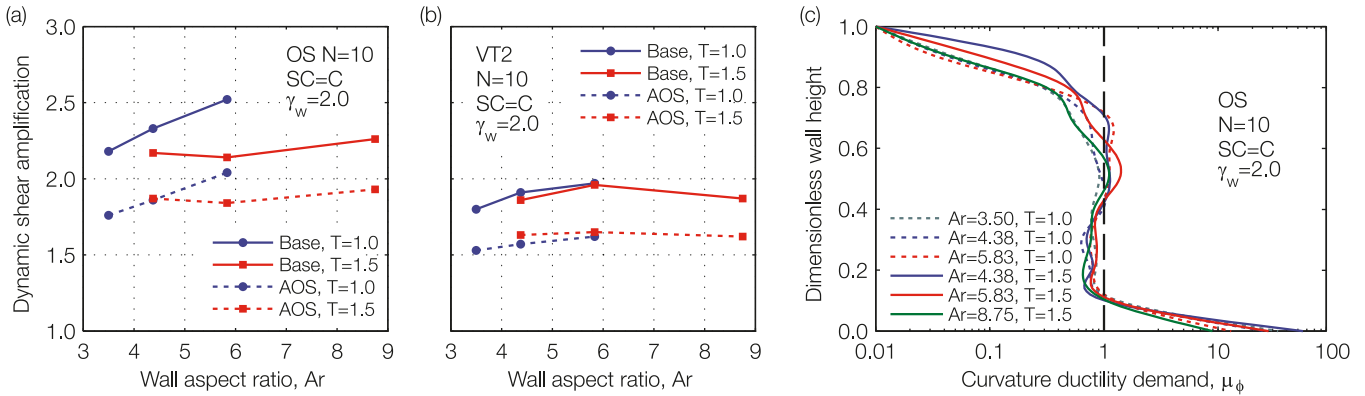 (a)
3.0
2.5
2.0
1.5
1.0
3 4 5 6 7 8 9
Dynamic shear amplification
Wall aspect ratio, Ar
OS N=10
SC=C
γw=2.0
Base, T=1.0
Base, T=1.5
AOS, T=1.0
AOS, T=1.5
(b)
VT2
N=10
SC=C
γw=2.0
Base, T=1.0
Base, T=1.5
AOS, T=1.0
AOS, T=1.5
3 4 5 6 7 8 9
Wall aspect ratio, Ar
(c)
1.0
0.8
0.6
0.4
0.2
0.0
Dimensionless wall height
OS
N=10
SC=C
γw=2.0
Ar=3.50, T=1.0
Ar=4.38, T=1.0
Ar=5.83, T=1.0
Ar=4.38, T=1.5
Ar=5.83, T=1.5
Ar=8.75, T=1.5
0.01 0.1 1 10 100
Curvature ductility demand, μϕ